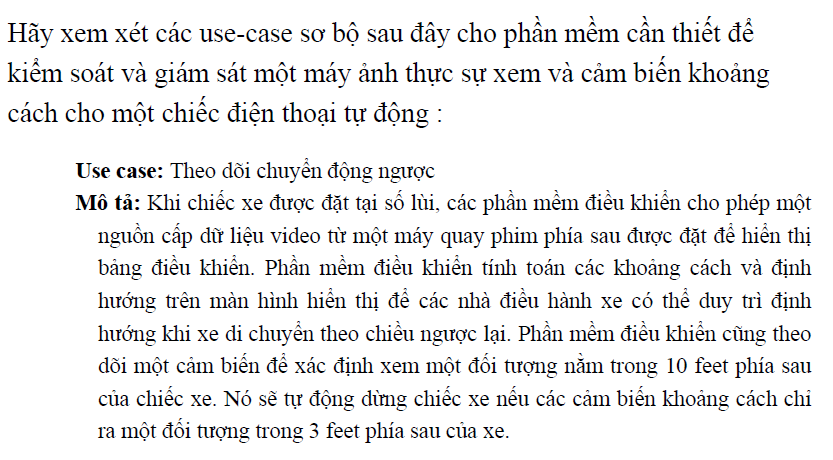 Hãy xem xét các use-case sơ bộ sau đây cho phần mềm cần thiết để
kiểm soát và giám sát một máy ảnh thực sự xem và cảm biến khoảng
cách cho một chiếc điện thoại tự động :
Use case: Theo dõi chuyển động ngược
Mô tả: Khi chiếc xe được đặt tại số lùi, các phần mềm điều khiển cho phép một
nguồn cấp dữ liệu video từ một máy quay phim phía sau được đặt để hiển thị
bảng điều khiển. Phần mềm điều khiển tính toán các khoảng cách và định
hướng trên màn hình hiển thị để các nhà điều hành xe có thể duy trì định
hướng khi xe di chuyển theo chiều ngược lại. Phần mềm điều khiển cũng theo
dõi một cảm biến để xác định xem một đối tượng nằm trong 10 feet phía sau
của chiếc xe. Nó sẽ tự động dừng chiếc xe nếu các cảm biến khoảng cách chỉ
ra một đối tượng trong 3 feet phía sau của xe.